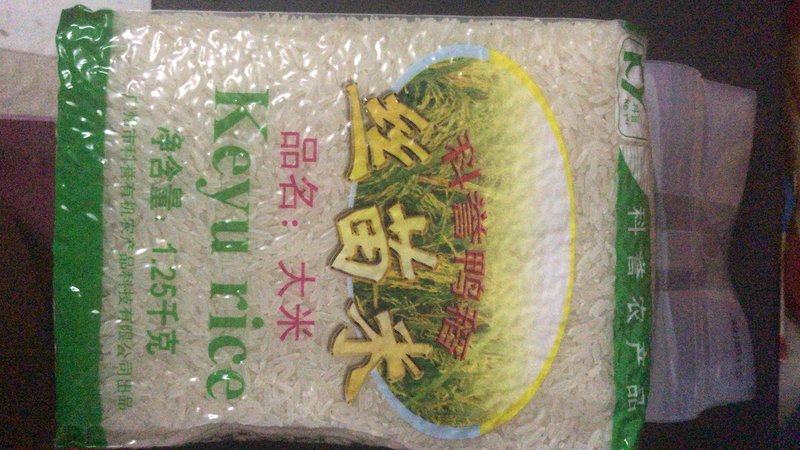 KY
科誉农产品
科誉鸭稻
丝苗米
品名：大米
Keyu rice
净含量：1.25千克